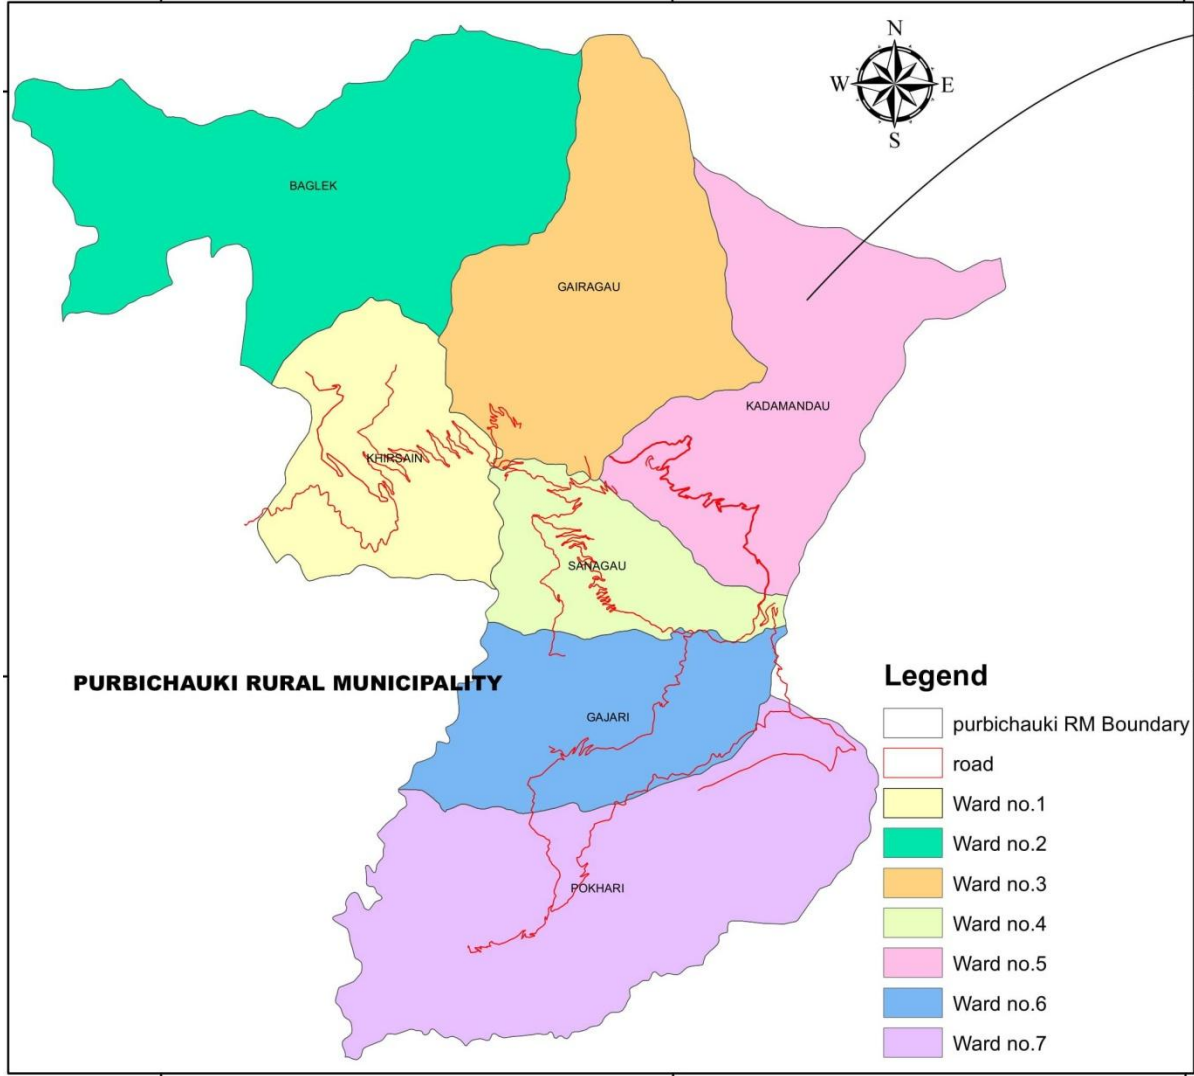 N
W E
S
BAGLEK
GAIRAGAU
KADAMANDAU
KHIRSAIN
SANAGAU
PURBICHAUKI RURAL MUNICIPALITY
GAJARI
POKHARI
Legend
purbichauki RM Boundary
road
Ward no.1
Ward no.2
Ward no.3
Ward no.4
Ward no.5
Ward no.6
Ward no.7